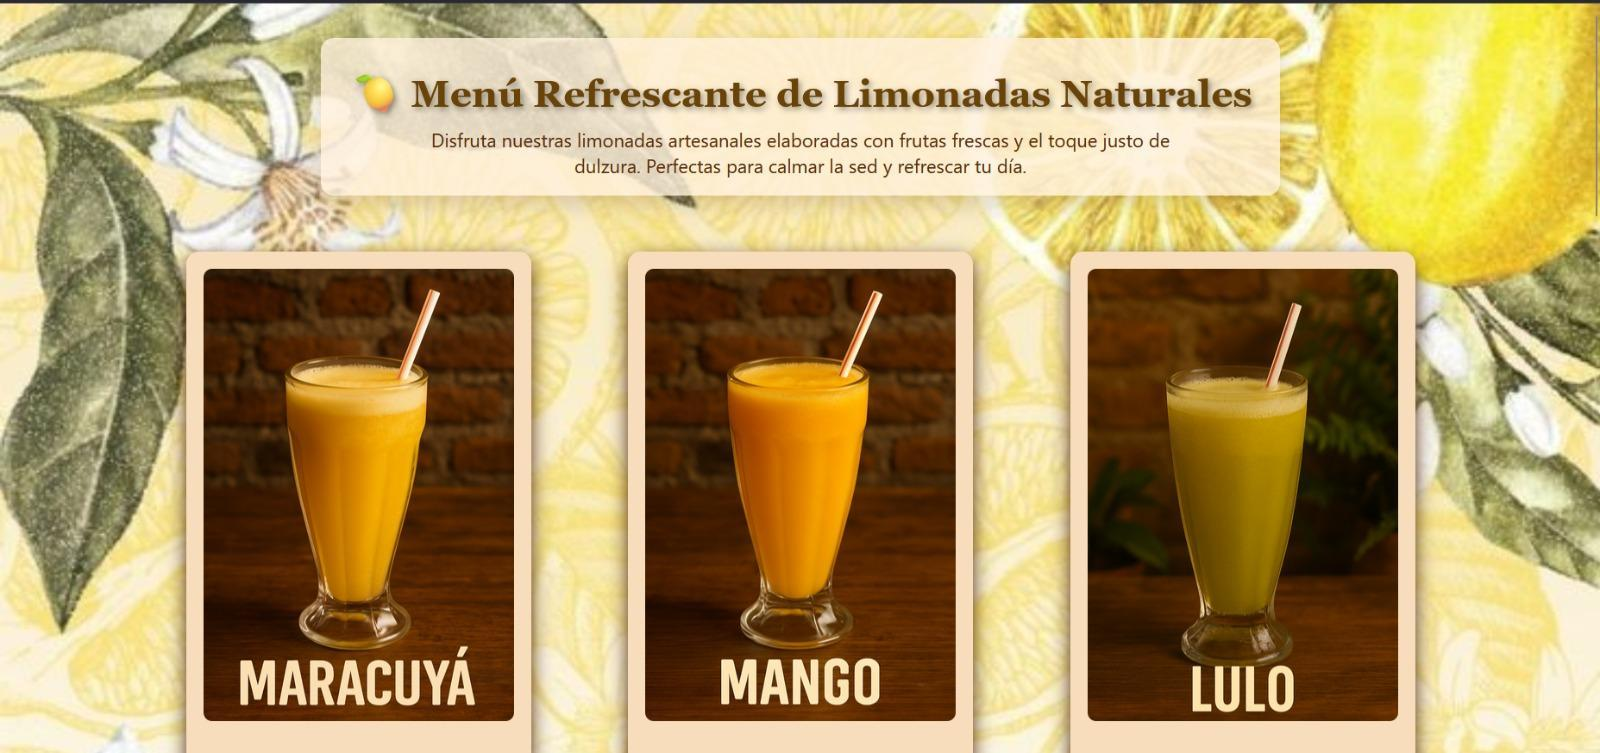 🍋 Menú Refrescante de Limonadas Naturales
Disfruta nuestras limonadas artesanales elaboradas con frutas frescas y el toque justo de
dulzura. Perfectas para calmar la sed y refrescar tu día.
MARACUYÁ
MANGO
LULO